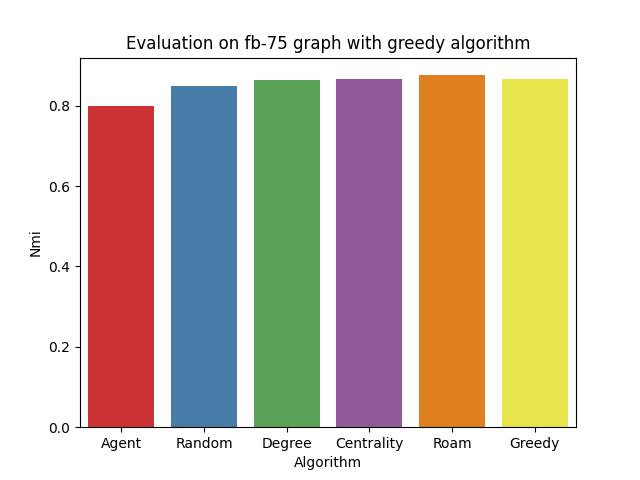 Evaluation on fb-75 graph with greedy algorithm
0.8
0.6
0.4
0.2
0.0
Nmi
Agent Random Degree Centrality Roam Greedy
Algorithm